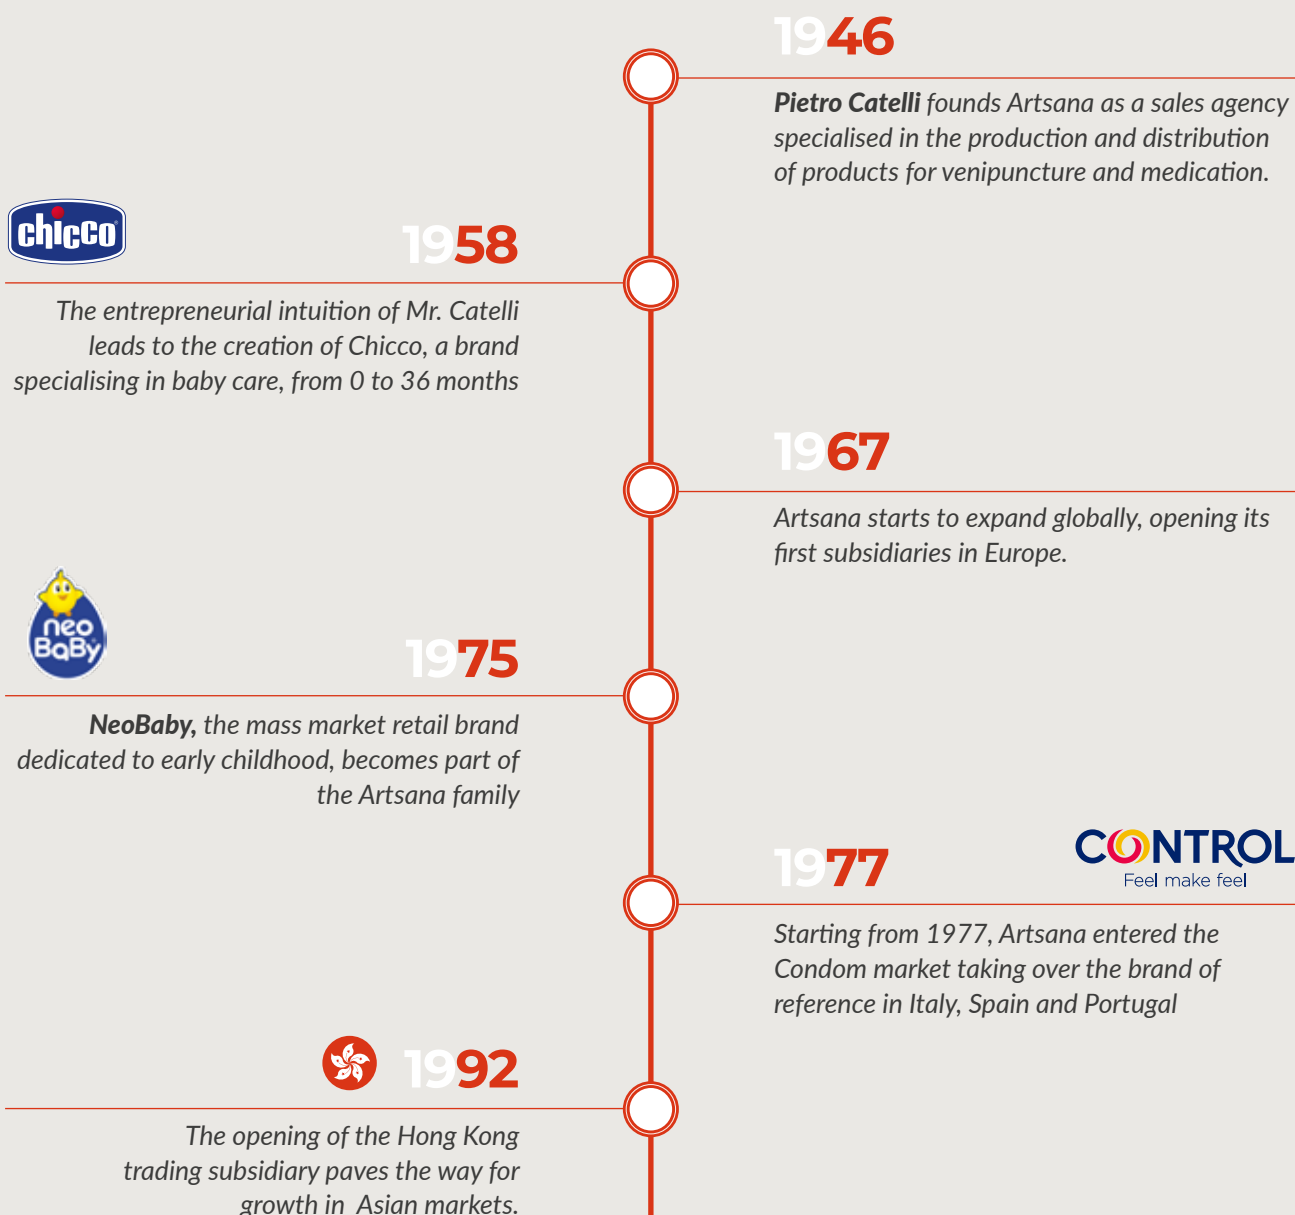 1946
Pietro Catelli founds Artsana as a sales agency
specialised in the production and distribution
of products for venipuncture and medication.
chicco
1958
The entrepreneurial intuition of Mr. Catelli
leads to the creation of Chicco, a brand
specialising in baby care, from 0 to 36 months
1967
Artsana starts to expand globally, opening its
first subsidiaries in Europe.
neo
BaBy
1975
NeoBaby, the mass market retail brand
dedicated to early childhood, becomes part of
the Artsana family
1977
CONTROL
Feel make feel
Starting from 1977, Artsana entered the
Condom market taking over the brand of
reference in Italy, Spain and Portugal
1992
The opening of the Hong Kong
trading subsidiary paves the way for
growth in Asian markets.